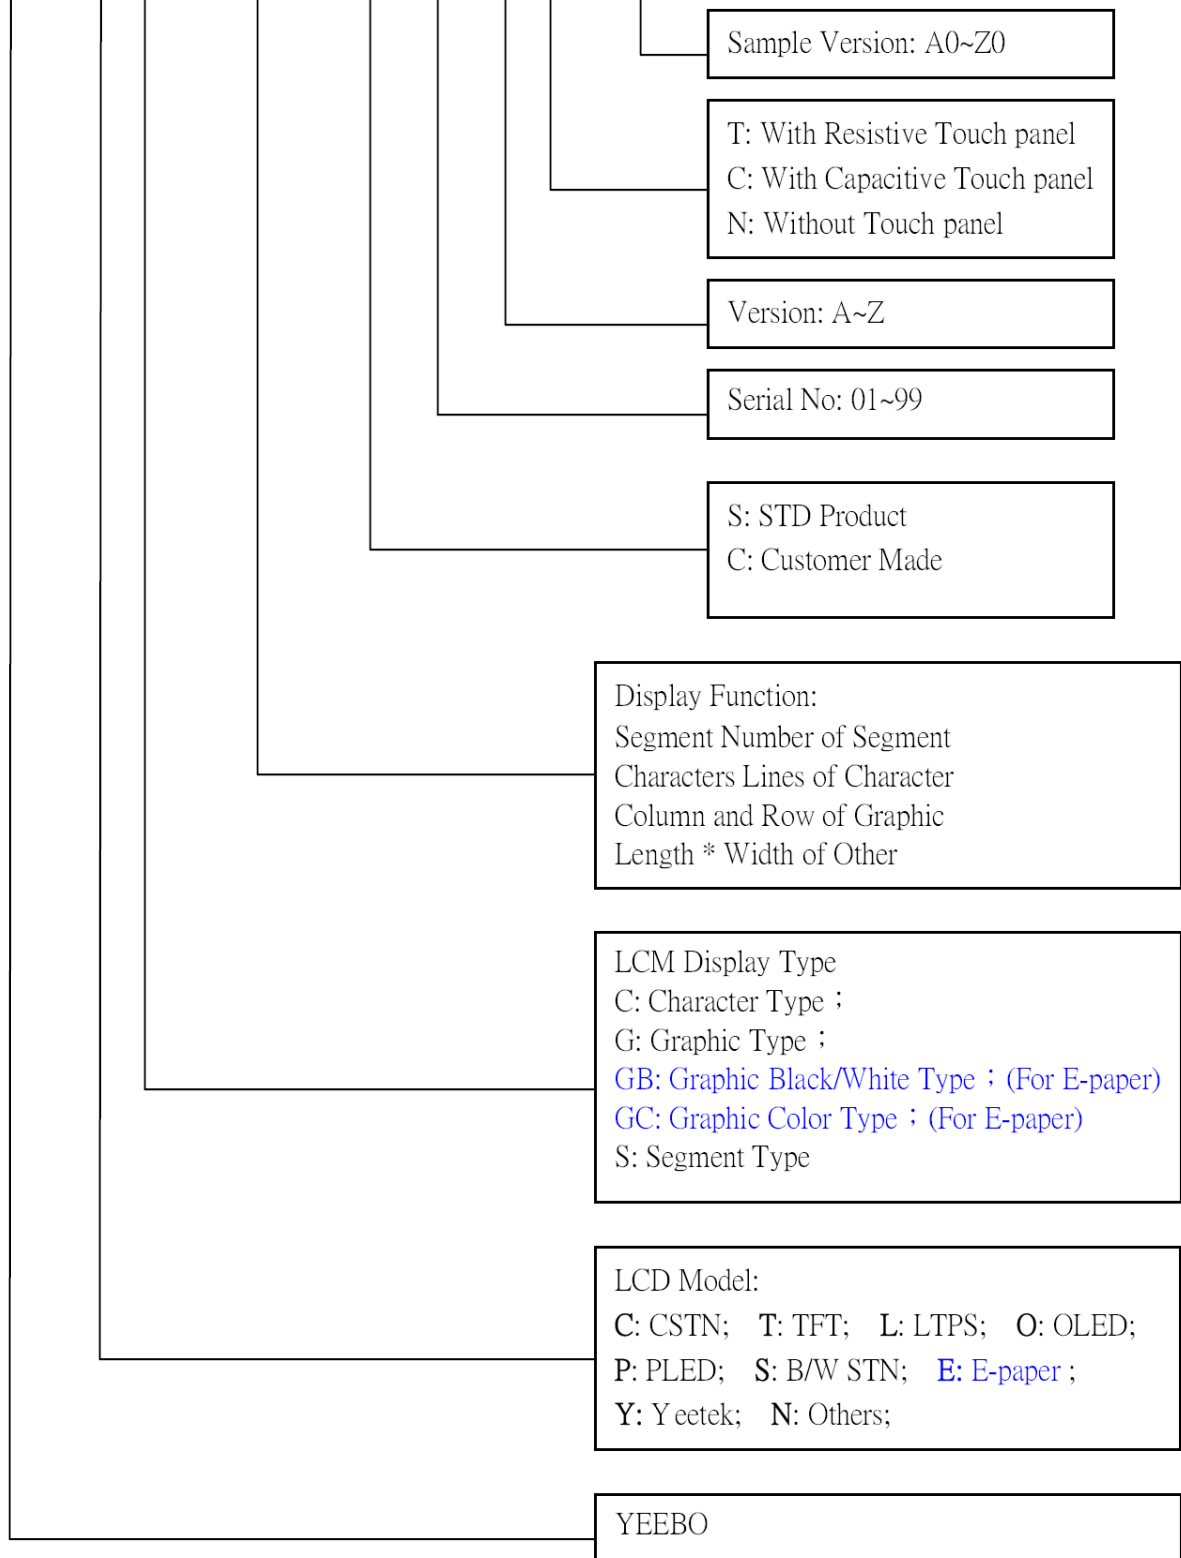 Sample Version: A0~Z0
T: With Resistive Touch panel
C: With Capacitive Touch panel
N: Without Touch panel
Version: A~Z
Serial No: 01~99
S: STD Product
C: Customer Made
Display Function:
Segment Number of Segment
Characters Lines of Character
Column and Row of Graphic
Length * Width of Other
LCM Display Type
C: Character Type；
G: Graphic Type；
GB: Graphic Black/White Type；(For E-paper)
GC: Graphic Color Type；(For E-paper)
S: Segment Type
LCD Model:
C: CSTN; T: TFT; L: LTPS; O: OLED;
P: PLED; S: B/W STN; E: E-paper ;
Y: Yeetek; N: Others;
YEEBO